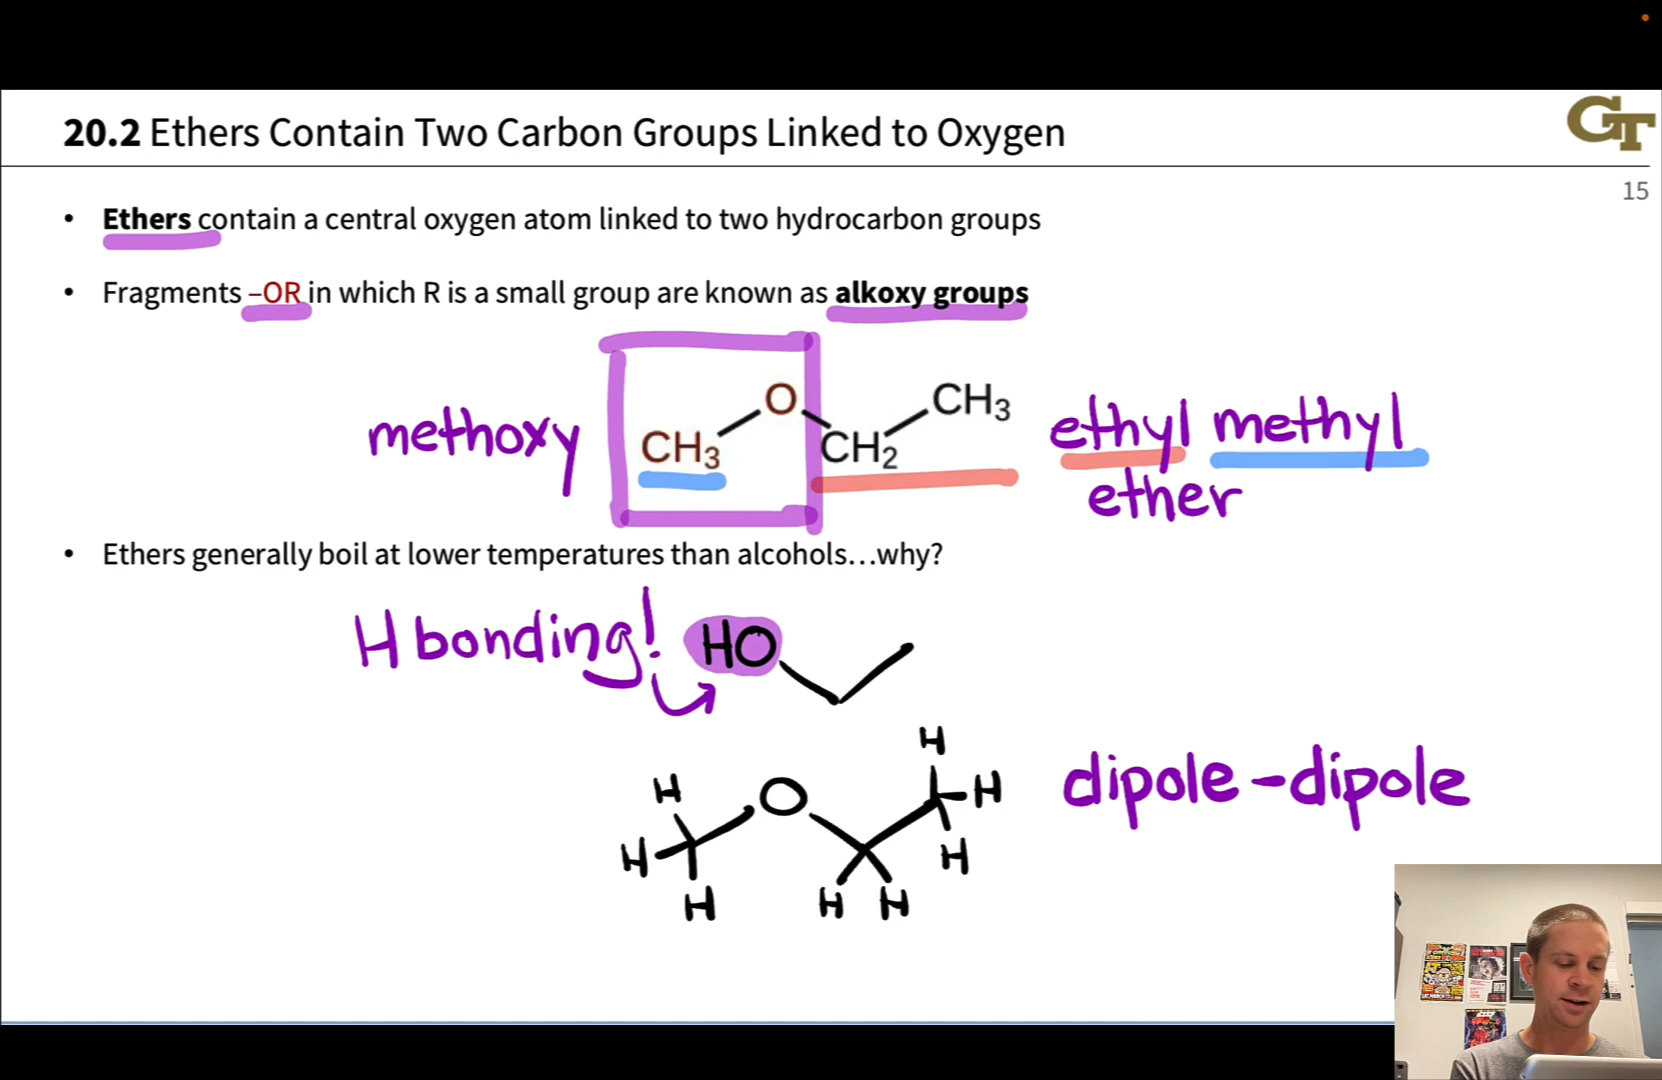 20.2 Ethers Contain Two Carbon Groups Linked to Oxygen
GT
15
• Ethers contain a central oxygen atom linked to two hydrocarbon groups
• Fragments –OR in which R is a small group are known as alkoxy groups
methoxy
CH3 O CH2 CH3
ethyl methyl
ether
• Ethers generally boil at lower temperatures than alcohols...why?
H bonding!
HO
H
H O H
H H
H H H
dipole-dipole